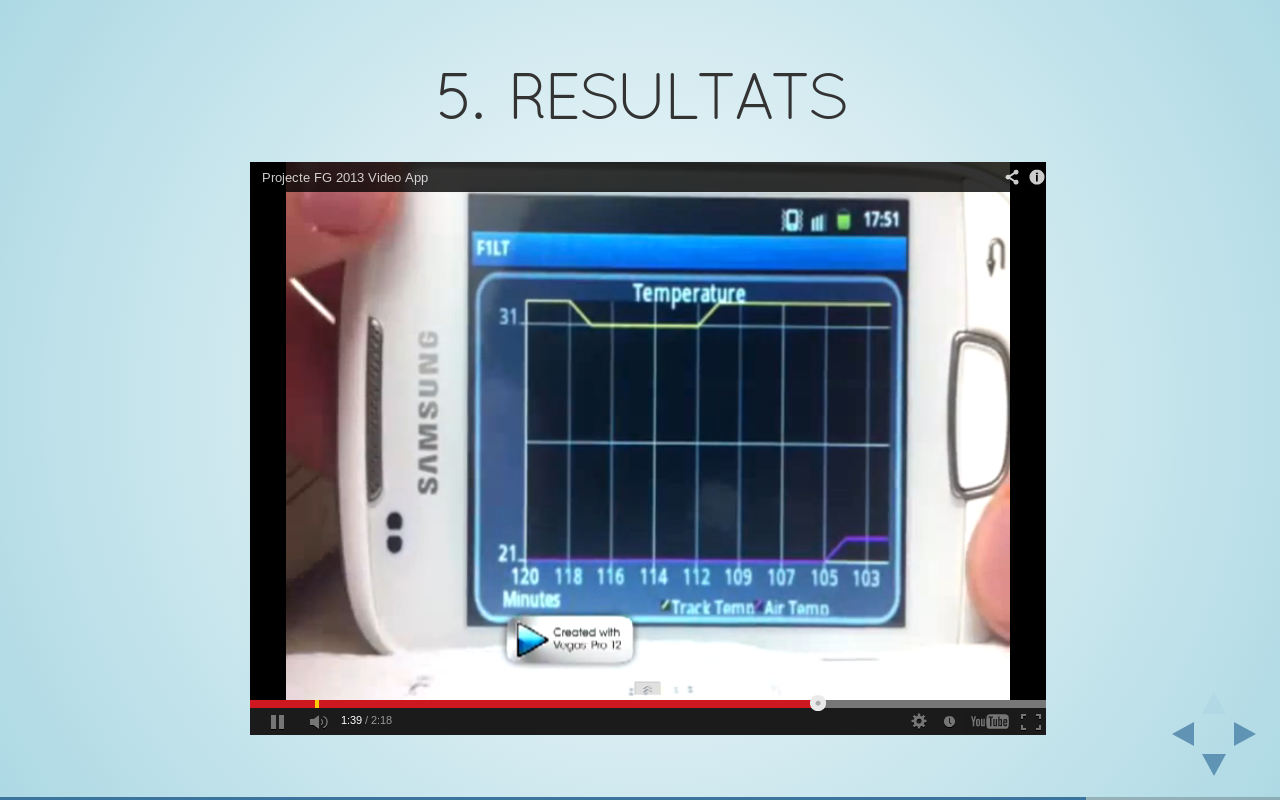 5. RESULTATS
Projecte FG 2013 Video App
17:51
F1LT
Temperature
31
21
120 118 116 114 112 109 107 105 103
Minutes
Track Temp Air Temp
SAMSUNG
Created with
Vegas Pro 12
1:39 / 2:18
YouTube